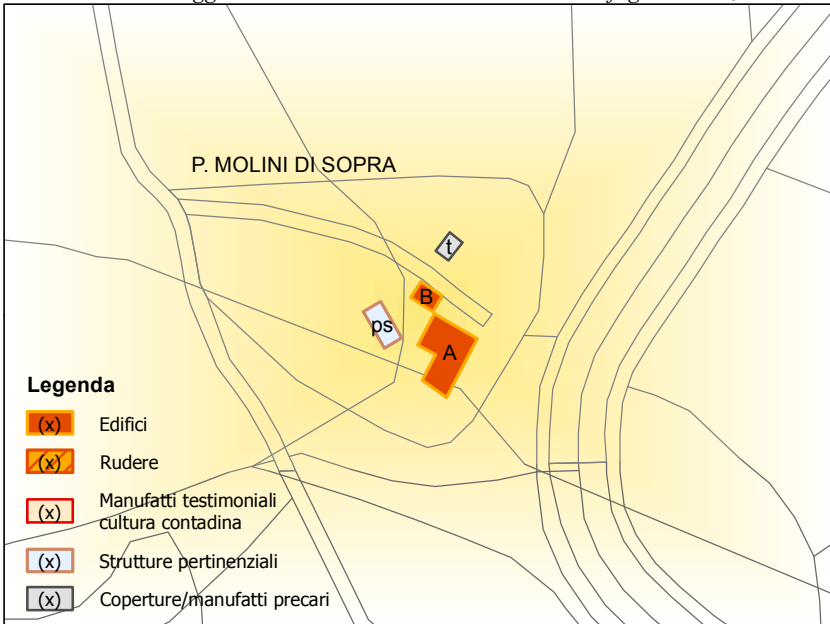 P. MOLINI DI SOPRA
t
B
ps
A
Legenda
(x) Edifici
(x) Rudere
(x) Manufatti testimoniali
cultura contadina
(x) Strutture pertinenziali
(x) Coperture/manufatti precari